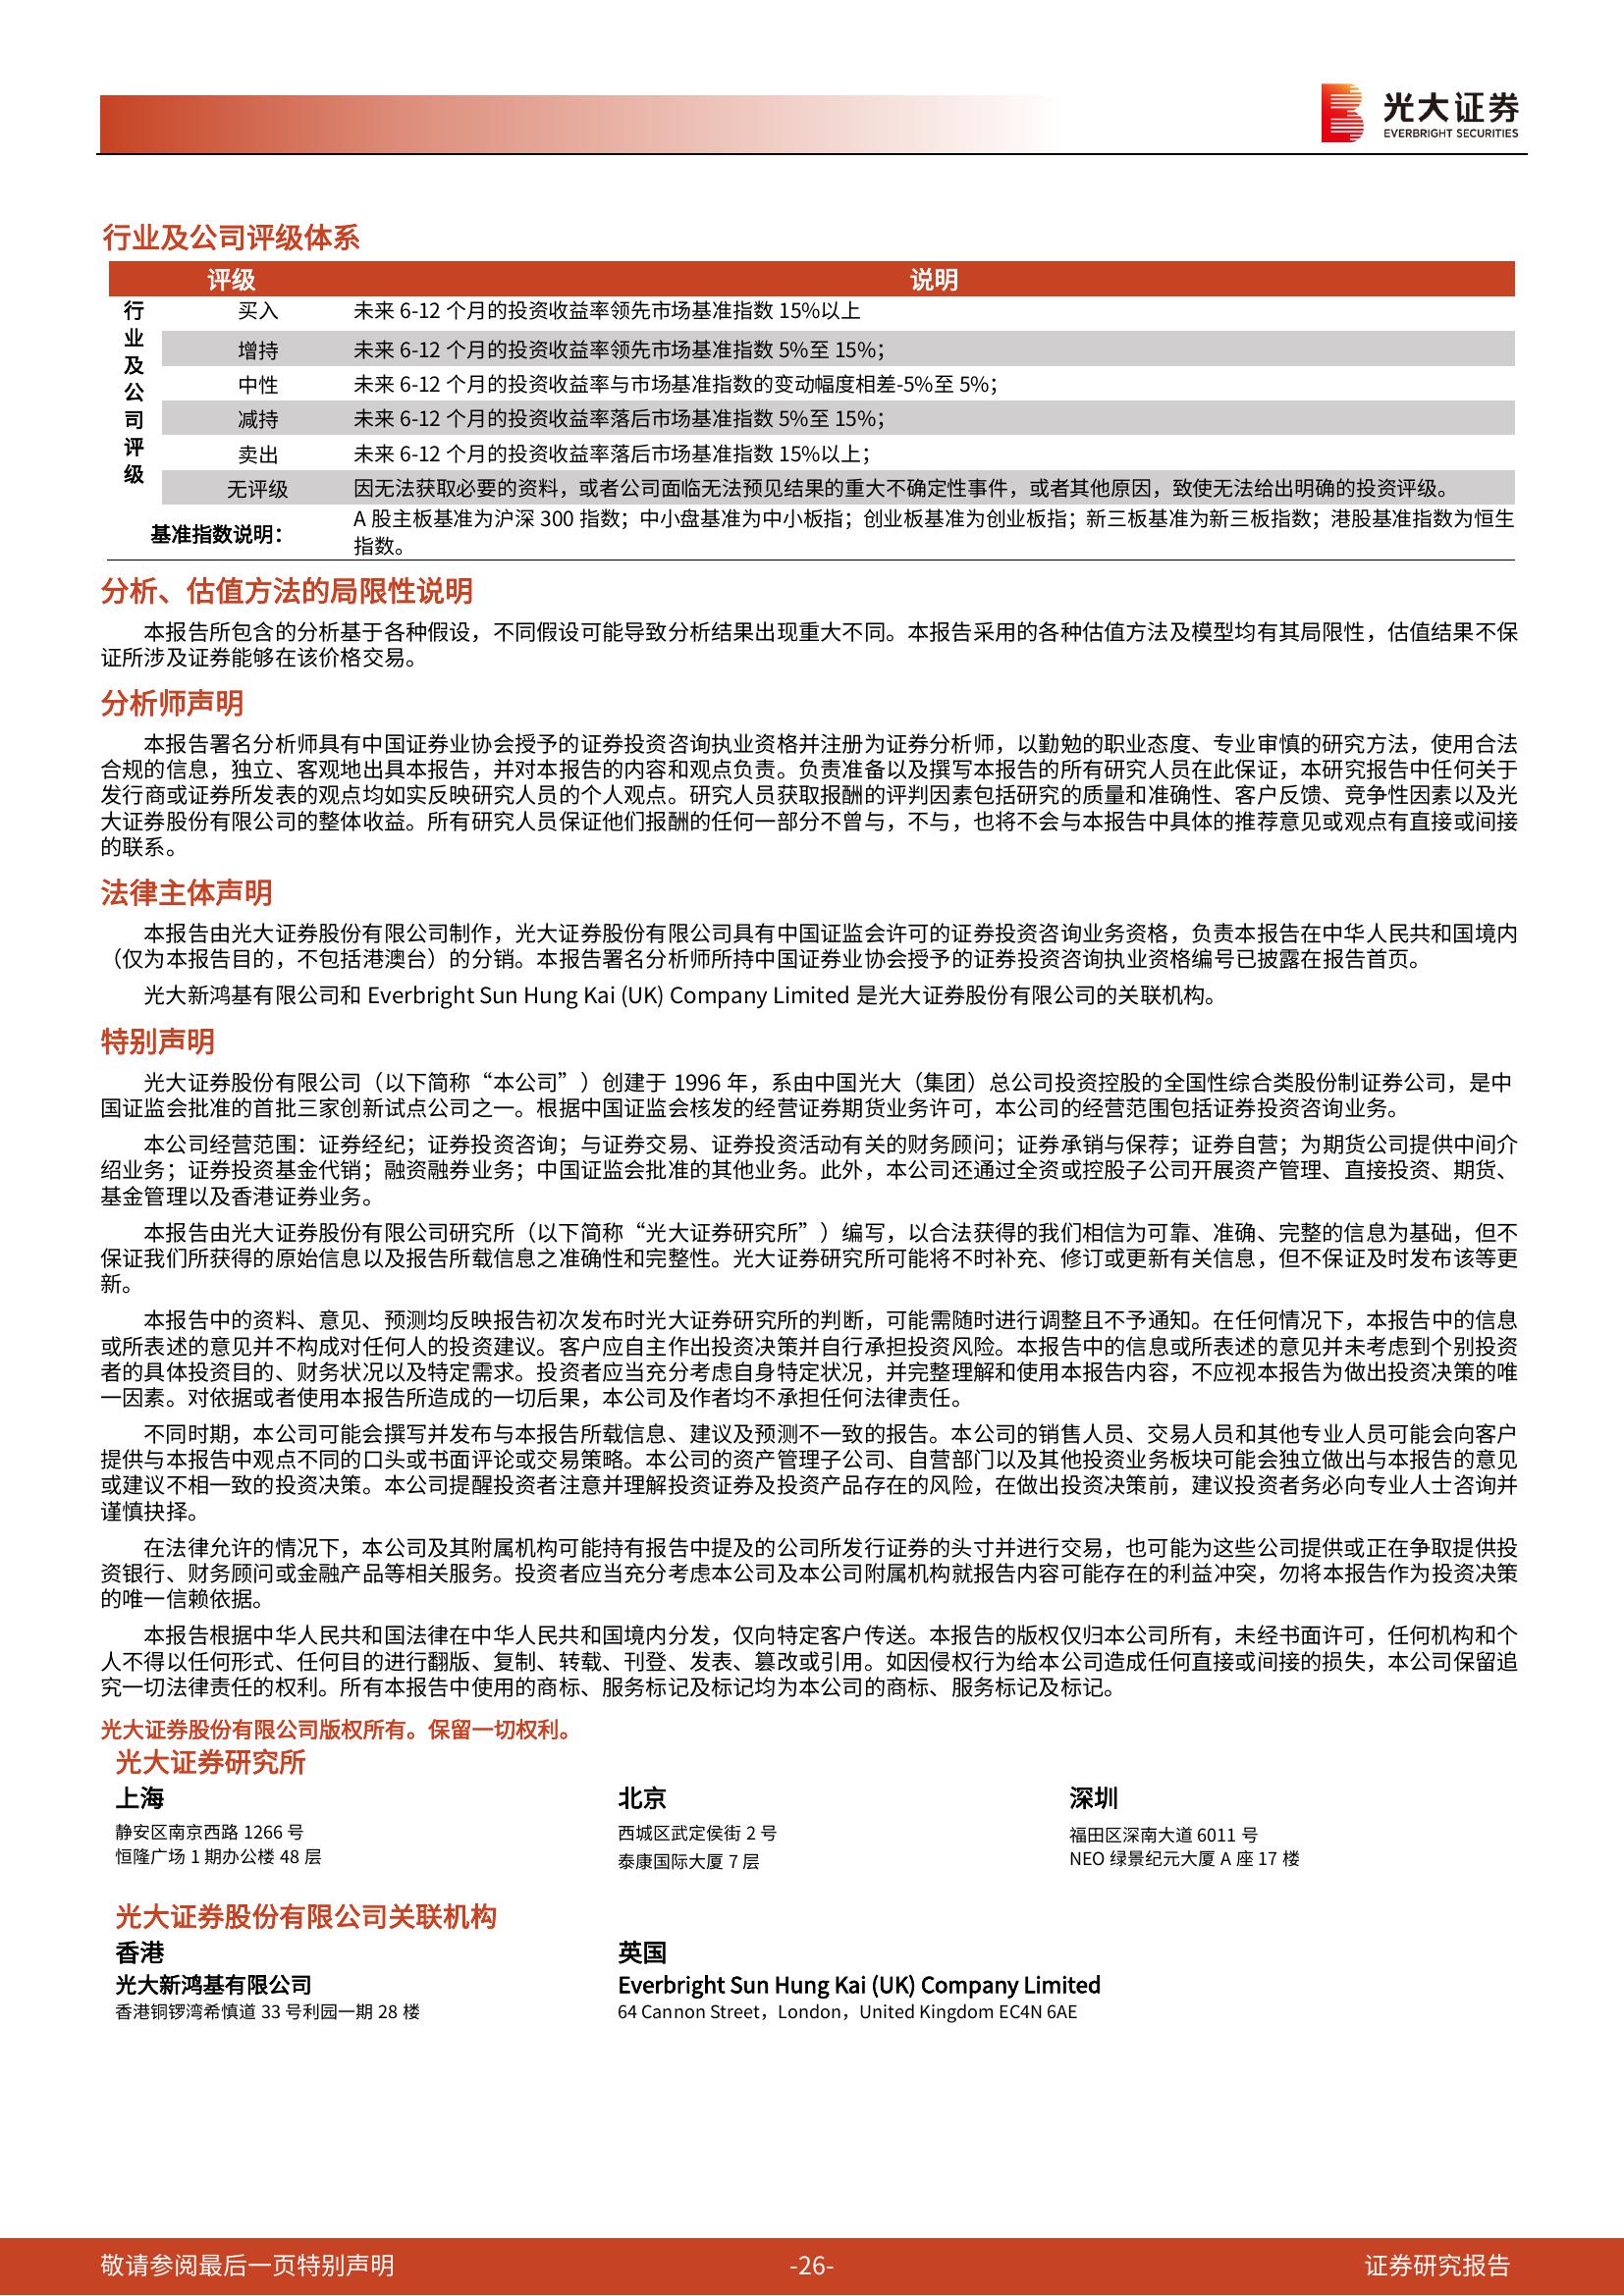 光大证券
EVERBRIGHT SECURITIES
行业及公司评级体系
评级 说明
行业及公司评级
买入 未来 6-12 个月的投资收益率领先市场基准指数 15%以上
增持 未来 6-12 个月的投资收益率领先市场基准指数 5%至 15%；
中性 未来 6-12 个月的投资收益率与市场基准指数的变动幅度相差-5%至 5%；
减持 未来 6-12 个月的投资收益率落后市场基准指数 5%至 15%；
卖出 未来 6-12 个月的投资收益率落后市场基准指数 15%以上；
无评级 因无法获取必要的资料，或者公司面临无法预见结果的重大不确定性事件，或者其他原因，致使无法给出明确的投资评级。
基准指数说明： A 股主板基准为沪深 300 指数；中小盘基准为中小板指；创业板基准为创业板指；新三板基准为新三板指数；港股基准指数为恒生
指数。
分析、估值方法的局限性说明
本报告所包含的分析基于各种假设，不同假设可能导致分析结果出现重大不同。本报告采用的各种估值方法及模型均有其局限性，估值结果不保
证所涉及证券能够在该价格交易。
分析师声明
本报告署名分析师具有中国证券业协会授予的证券投资咨询执业资格并注册为证券分析师，以勤勉的职业态度、专业审慎的研究方法，使用合法
合规的信息，独立、客观地出具本报告，并对本报告的内容和观点负责。负责准备以及撰写本报告的所有研究人员在此保证，本研究报告中任何关于
发行商或证券所发表的观点均如实反映研究人员的个人观点。研究人员获取报酬的评判因素包括研究的质量和准确性、客户反馈、竞争性因素以及光
大证券股份有限公司的整体收益。所有研究人员保证他们报酬的任何一部分不曾与，不与，也将不会与本报告中具体的推荐意见或观点有直接或间接
的联系。
法律主体声明
本报告由光大证券股份有限公司制作，光大证券股份有限公司具有中国证监会许可的证券投资咨询业务资格，负责本报告在中华人民共和国境内
（仅为本报告目的，不包括港澳台）的分销。本报告署名分析师所持中国证券业协会授予的证券投资咨询执业资格编号已披露在报告首页。
光大新鸿基有限公司和 Everbright Sun Hung Kai (UK) Company Limited 是光大证券股份有限公司的关联机构。
特别声明
光大证券股份有限公司（以下简称“本公司”）创建于 1996 年，系由中国光大（集团）总公司投资控股的全国性综合类股份制证券公司，是中
国证监会批准的首批三家创新试点公司之一。根据中国证监会核发的经营证券期货业务许可，本公司的经营范围包括证券投资咨询业务。
本公司经营范围：证券经纪；证券投资咨询；与证券交易、证券投资活动有关的财务顾问；证券承销与保荐；证券自营；为期货公司提供中间介
绍业务；证券投资基金代销；融资融券业务；中国证监会批准的其他业务。此外，本公司还通过全资或控股子公司开展资产管理、直接投资、期货、
基金管理以及香港证券业务。
本报告由光大证券股份有限公司研究所（以下简称“光大证券研究所”）编写，以合法获得的我们相信为可靠、准确、完整的信息为基础，但不
保证我们所获得的原始信息以及报告所载信息之准确性和完整性。光大证券研究所可能将不时补充、修订或更新有关信息，但不保证及时发布该等更
新。
本报告中的资料、意见、预测均反映报告初次发布时光大证券研究所的判断，可能需随时进行调整且不予通知。在任何情况下，本报告中的信息
或所表述的意见并不构成对任何人的投资建议。客户应自主作出投资决策并自行承担投资风险。本报告中的信息或所表述的意见并未考虑到个别投资
者的具体投资目的、财务状况以及特定需求。投资者应当充分考虑自身特定状况，并完整理解和使用本报告内容，不应视本报告为做出投资决策的唯
一因素。对依据或者使用本报告所造成的一切后果，本公司及作者均不承担任何法律责任。
不同时期，本公司可能会撰写并发布与本报告所载信息、建议及预测不一致的报告。本公司的销售人员、交易人员和其他专业人员可能会向客户
提供与本报告中观点不同的口头或书面评论或交易策略。本公司的资产管理子公司、自营部门以及其他投资业务板块可能会独立做出与本报告的意见
或建议不相一致的投资决策。本公司提醒投资者注意并理解投资证券及投资产品存在的风险，在做出投资决策前，建议投资者务必向专业人士咨询并
谨慎抉择。
在法律允许的情况下，本公司及其附属机构可能持有报告中提及的公司所发行证券的头寸并进行交易，也可能为这些公司提供或正在争取提供投
资银行、财务顾问或金融产品等相关服务。投资者应当充分考虑本公司及本公司附属机构就报告内容可能存在的利益冲突，勿将本报告作为投资决策
的唯一信赖依据。
本报告根据中华人民共和国法律在中华人民共和国境内分发，仅向特定客户传送。本报告的版权仅归本公司所有，未经书面许可，任何机构和个
人不得以任何形式、任何目的进行翻版、复制、转载、刊登、发表、篡改或引用。如因侵权行为给本公司造成任何直接或间接的损失，本公司保留追
究一切法律责任的权利。所有本报告中使用的商标、服务标记及标记均为本公司的商标、服务标记及标记。
光大证券股份有限公司版权所有。保留一切权利。
光大证券研究所
上海 北京 深圳
静安区南京西路 1266 号 西城区武定侯街 2 号 福田区深南大道 6011 号
恒隆广场 1 期办公楼 48 层 泰康国际大厦 7 层 NEO 绿景纪元大厦 A 座 17 楼
光大证券股份有限公司关联机构
香港 英国
光大新鸿基有限公司 Everbright Sun Hung Kai (UK) Company Limited
香港铜锣湾希慎道 33 号利园一期 28 楼 64 Cannon Street，London，United Kingdom EC4N 6AE
敬请参阅最后一页特别声明 -26- 证券研究报告